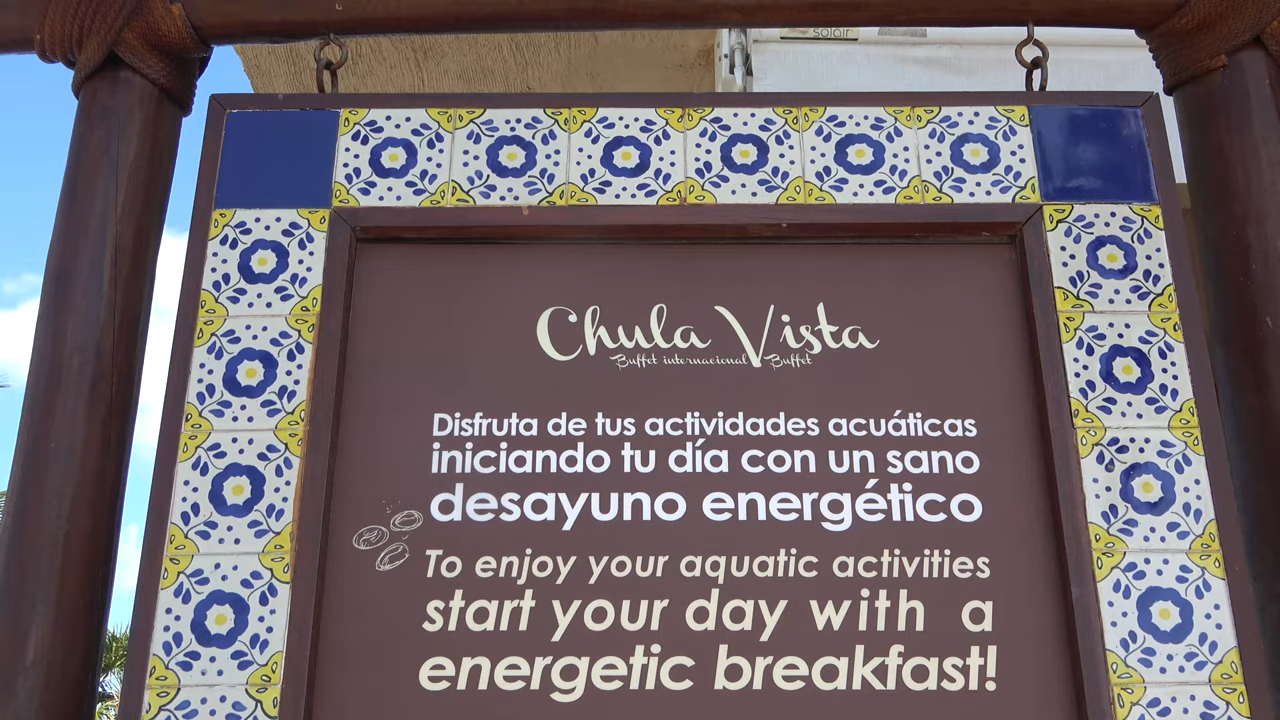 solair
Chula Vista
Buffet internacional Buffet
Disfruta de tus actividades acuáticas
iniciando tu día con un sano
desayuno energético
To enjoy your aquatic activities
start your day with a
energetic breakfast!